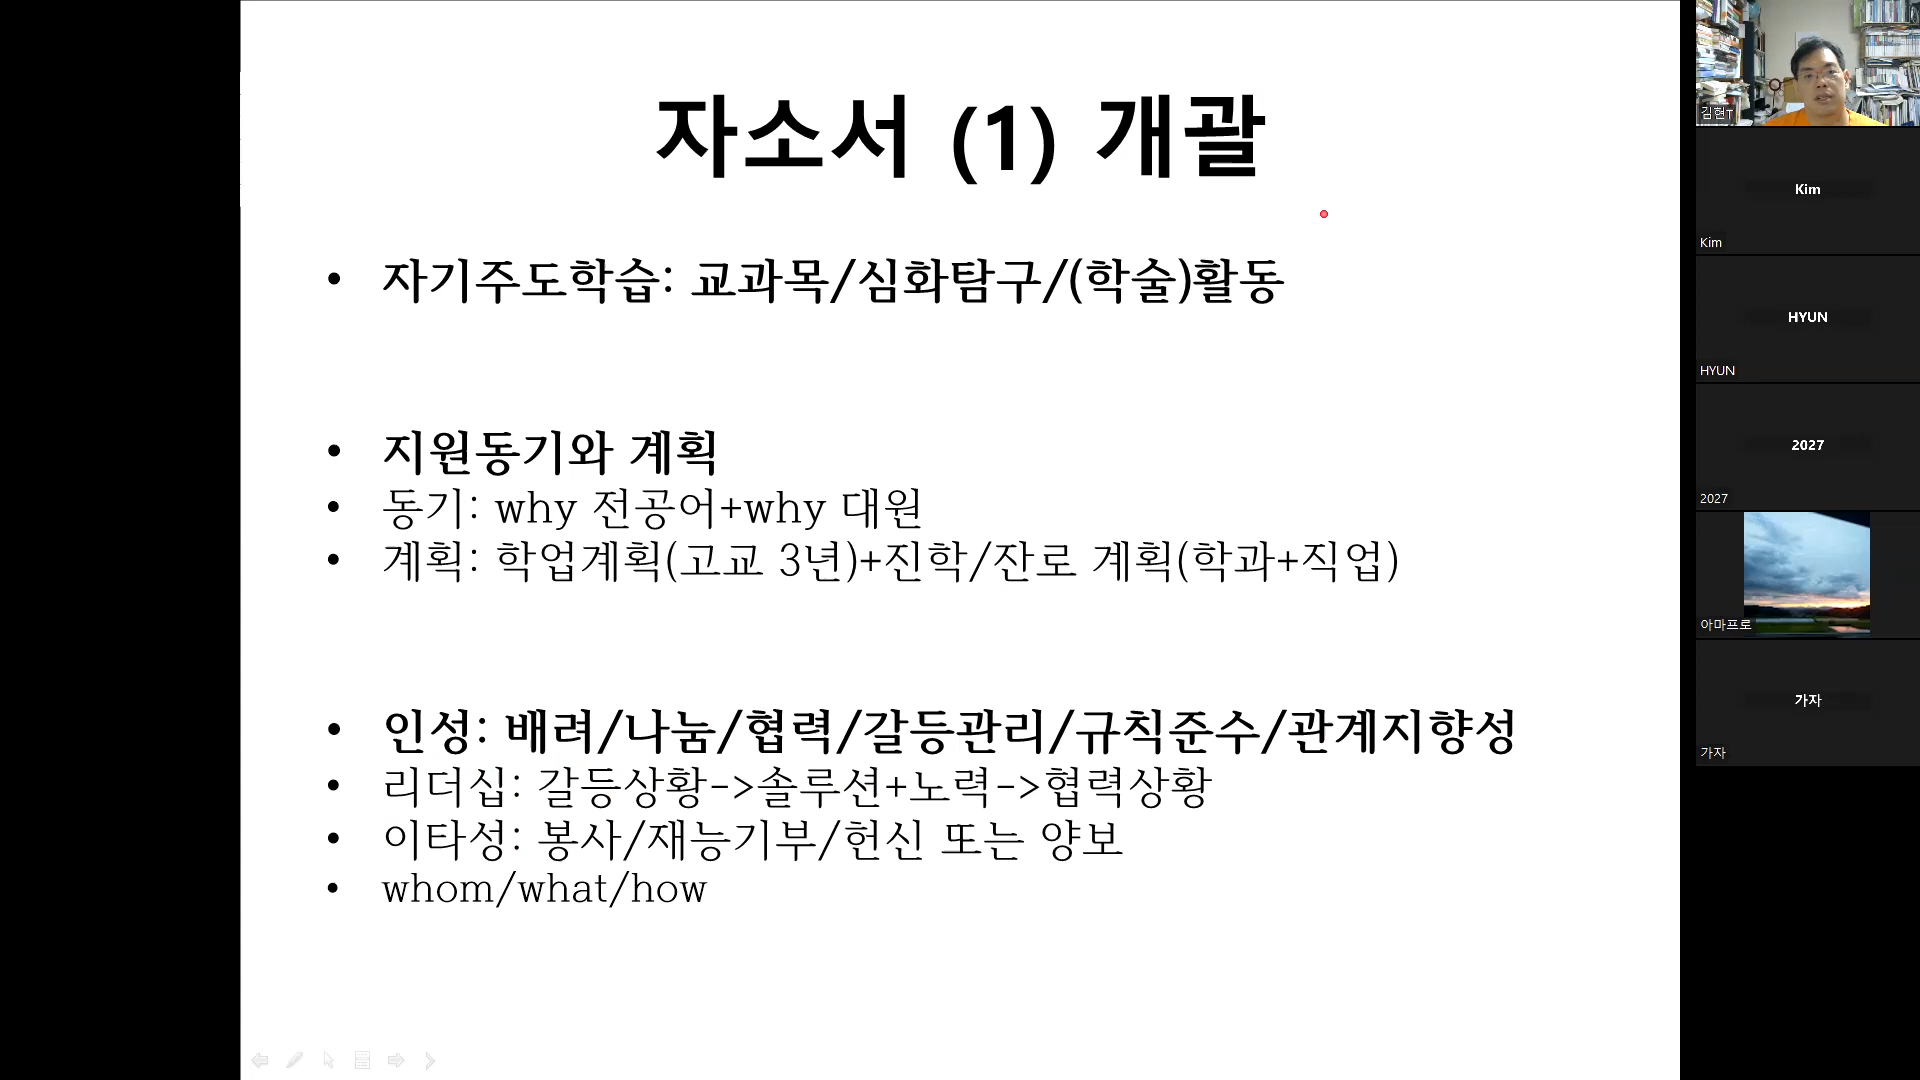 자소서 (1) 개괄
• 자기주도학습: 교과목/심화탐구/(학술)활동
• 지원동기와 계획
• 동기: why 전공어+why 대원
• 계획: 학업계획(고교 3년)+진학/잔로 계획(학과+직업)
• 인성: 배려/나눔/협력/갈등관리/규칙준수/관계지향성
• 리더십: 갈등상황->솔루션+노력->협력상황
• 이타성: 봉사/재능기부/헌신 또는 양보
• whom/what/how
김현T
Kim
Kim
HYUN
HYUN
2027
2027
아마프로
가자
가자